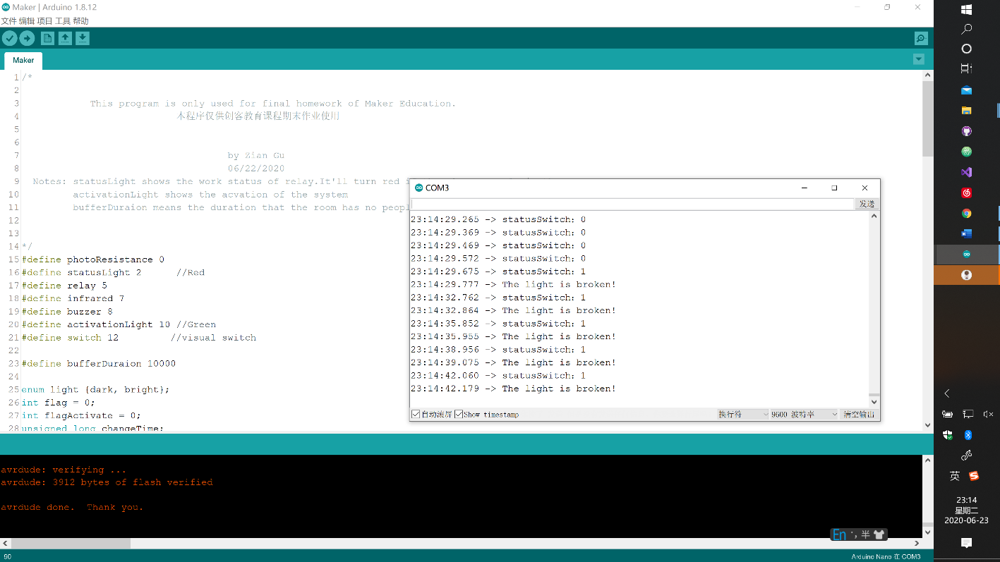 Maker | Arduino 1.8.12
文件 编辑 项目 工具 帮助
Maker
1 /*
2
3 This program is only used for final homework of Maker Education.
4 本程序仅供创客教育课程期末作业使用
5
6
7 by Zian Gu
8 06/22/2020
9 Notes: statusLight shows the work status of relay.It'll turn red i
10 activationLight shows the acvation of the system
11 bufferDuraion means the duration that the room has no peopl
12
13
14 */
15 #define photoResistance 0
16 #define statusLight 2 //Red
17 #define relay 5
18 #define infrared 7
19 #define buzzer 8
20 #define activationLight 10 //Green
21 #define switch 12 //visual switch
22
23 #define bufferDuraion 10000
24
25 enum light {dark, bright};
26 int flag = 0;
27 int flagActivate = 0;
28 unsigned long changeTime;
COM3
发送
23:14:29.265 -> statusSwitch: 0
23:14:29.369 -> statusSwitch: 0
23:14:29.469 -> statusSwitch: 0
23:14:29.572 -> statusSwitch: 0
23:14:29.675 -> statusSwitch: 1
23:14:29.777 -> The light is broken!
23:14:32.762 -> statusSwitch: 1
23:14:32.864 -> The light is broken!
23:14:35.852 -> statusSwitch: 1
23:14:35.955 -> The light is broken!
23:14:38.956 -> statusSwitch: 1
23:14:39.075 -> The light is broken!
23:14:42.060 -> statusSwitch: 1
23:14:42.179 -> The light is broken!
自动滚屏 Show timestamp 换行符 9600 波特率 清空输出
avrdude: verifying ...
avrdude: 3912 bytes of flash verified
avrdude done. Thank you.
En 半
90
Arduino Nano 在 COM3
英
23:14
星期二
2020-06-23